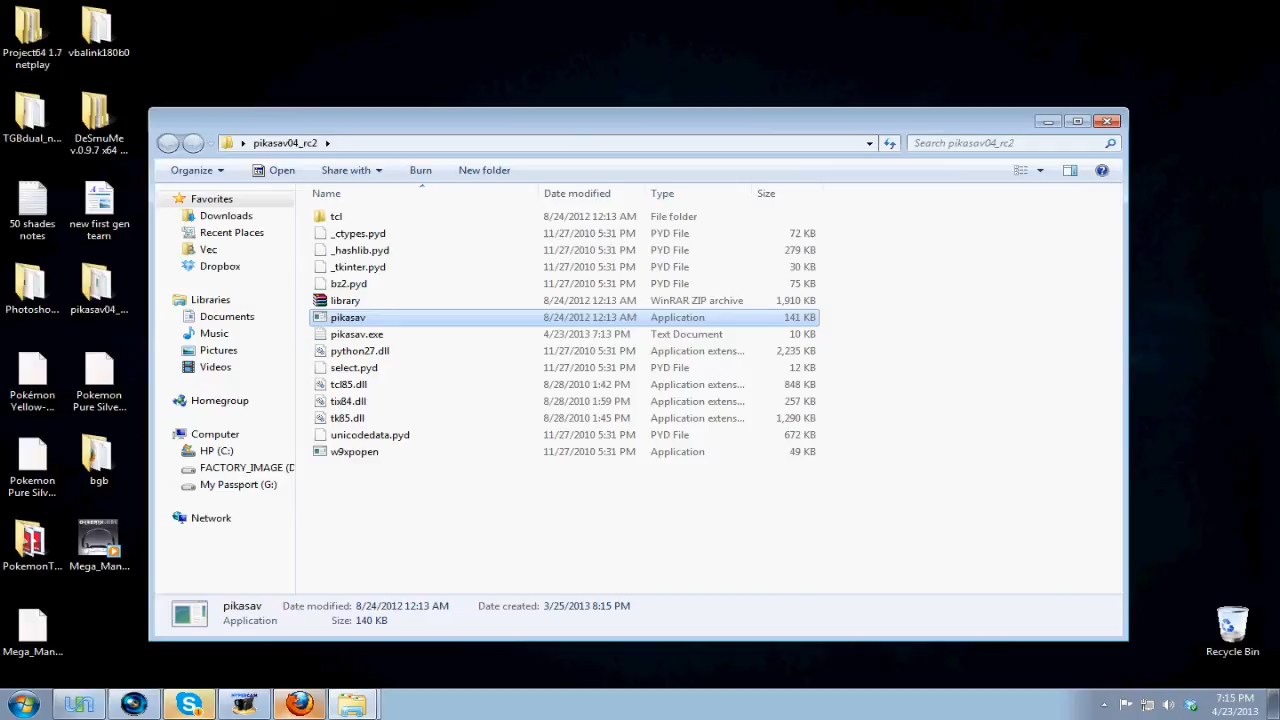 Project64 1.7
netplay
vbalink180b0
TGBdual_n...
DeSmuMe
v.0.9.7 x64 ...
50 shades
notes
new first gen
team
Photosho...
pikasav04_...
Pokémon
Yellow-...
Pokemon
Pure Silve...
Pokemon
Pure Silv...
bgb
PokemonT...
Mega_Man...
Mega_Man...
pikasav04_rc2
Search pikasav04_rc2
Organize Open Share with Burn New folder
Name Date modified Type Size
Favorites
Downloads
Recent Places
Vec
Dropbox
Libraries
Documents
Music
Pictures
Videos
Homegroup
Computer
HP (C:)
FACTORY_IMAGE (D
My Passport (G:)
Network
tcl 8/24/2012 12:13 AM File folder
_ctypes.pyd 11/27/2010 5:31 PM PYD File 72 KB
_hashlib.pyd 11/27/2010 5:31 PM PYD File 279 KB
_tkinter.pyd 11/27/2010 5:31 PM PYD File 30 KB
bz2.pyd 11/27/2010 5:31 PM PYD File 75 KB
library 8/24/2012 12:13 AM WinRAR ZIP archive 1,910 KB
pikasav 8/24/2012 12:13 AM Application 141 KB
pikasav.exe 4/23/2013 7:13 PM Text Document 10 KB
python27.dll 11/27/2010 5:31 PM Application extens... 2,235 KB
select.pyd 11/27/2010 5:31 PM PYD File 12 KB
tcl85.dll 8/28/2010 1:42 PM Application extens... 848 KB
tix84.dll 8/28/2010 1:59 PM Application extens... 257 KB
tk85.dll 8/28/2010 1:45 PM Application extens... 1,290 KB
unicodedata.pyd 11/27/2010 5:31 PM PYD File 672 KB
w9xpopen 11/27/2010 5:31 PM Application 49 KB
pikasav Date modified: 8/24/2012 12:13 AM Date created: 3/25/2013 8:15 PM
Application Size: 140 KB
Recycle Bin
7:15 PM
4/23/2013